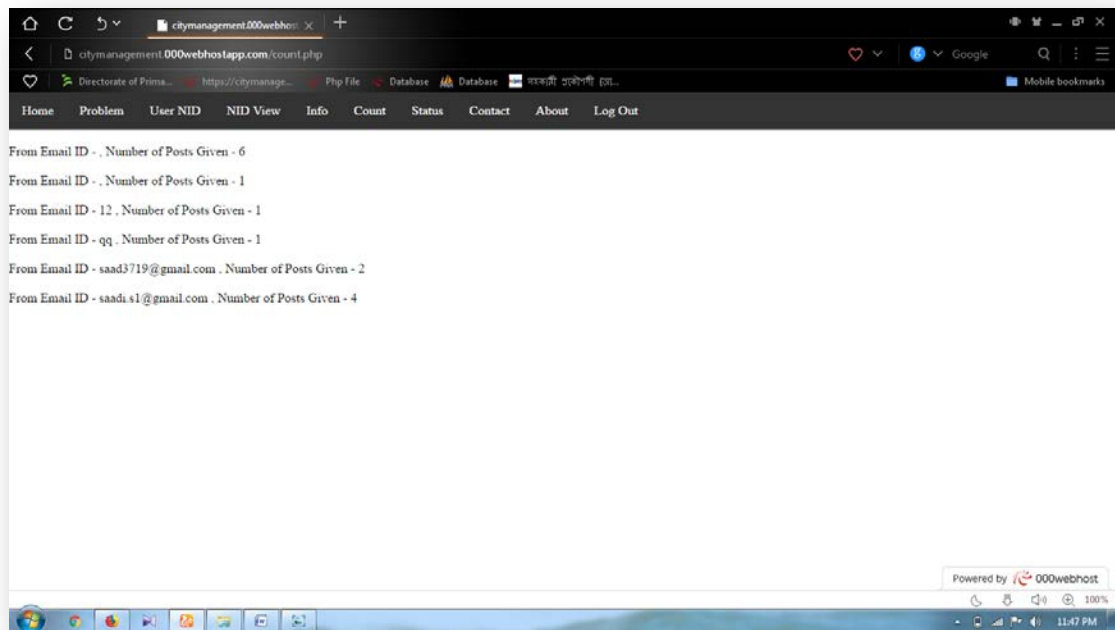 citymanagement.000webhost
citymanagement.000webhostapp.com/count.php
Google
Directorate of Prima...
https://citymanage...
Php File
Database
Database
সহকারী প্রকৌশলী (মে...
Mobile bookmarks
Home Problem User NID NID View Info Count Status Contact About Log Out
From Email ID - , Number of Posts Given - 6
From Email ID - , Number of Posts Given - 1
From Email ID - 12 , Number of Posts Given - 1
From Email ID - qq , Number of Posts Given - 1
From Email ID - saad3719@gmail.com , Number of Posts Given - 2
From Email ID - saadi.s1@gmail.com , Number of Posts Given - 4
Powered by 000webhost
100%
11:47 PM